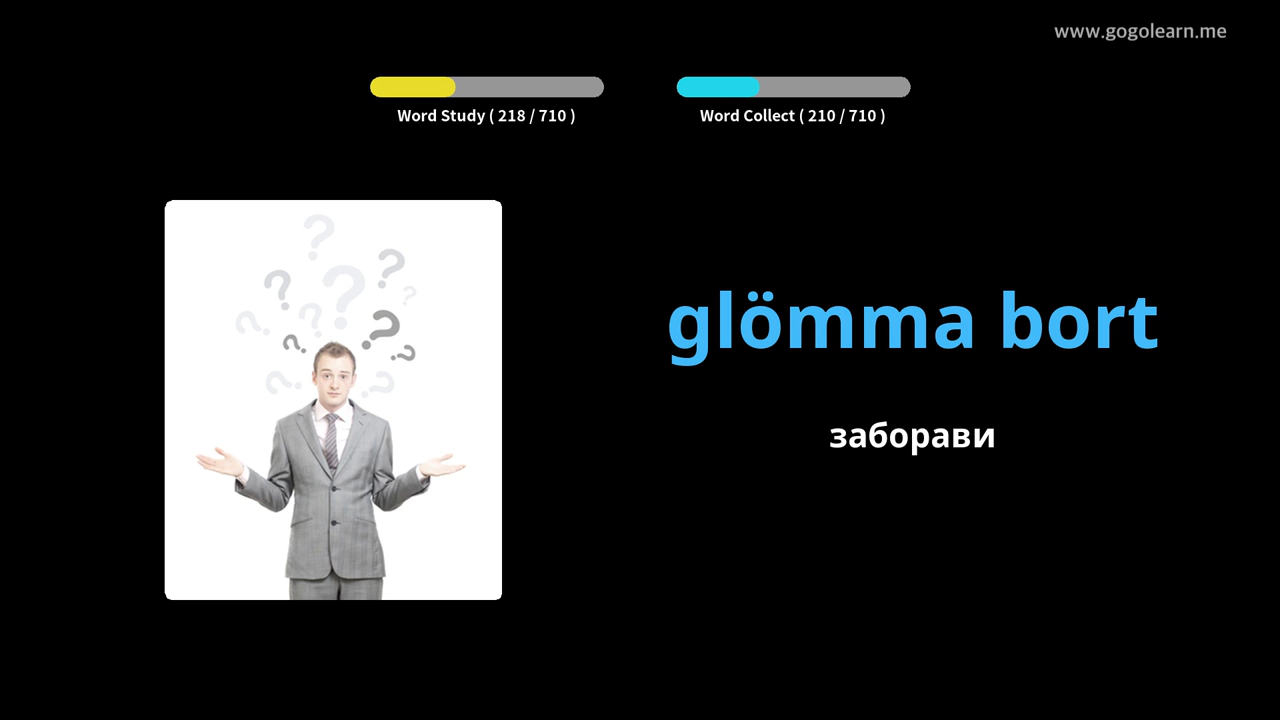 www.gogolearn.me
Word Study ( 218 / 710 )
Word Collect ( 210 / 710 )
glömma bort
заборави